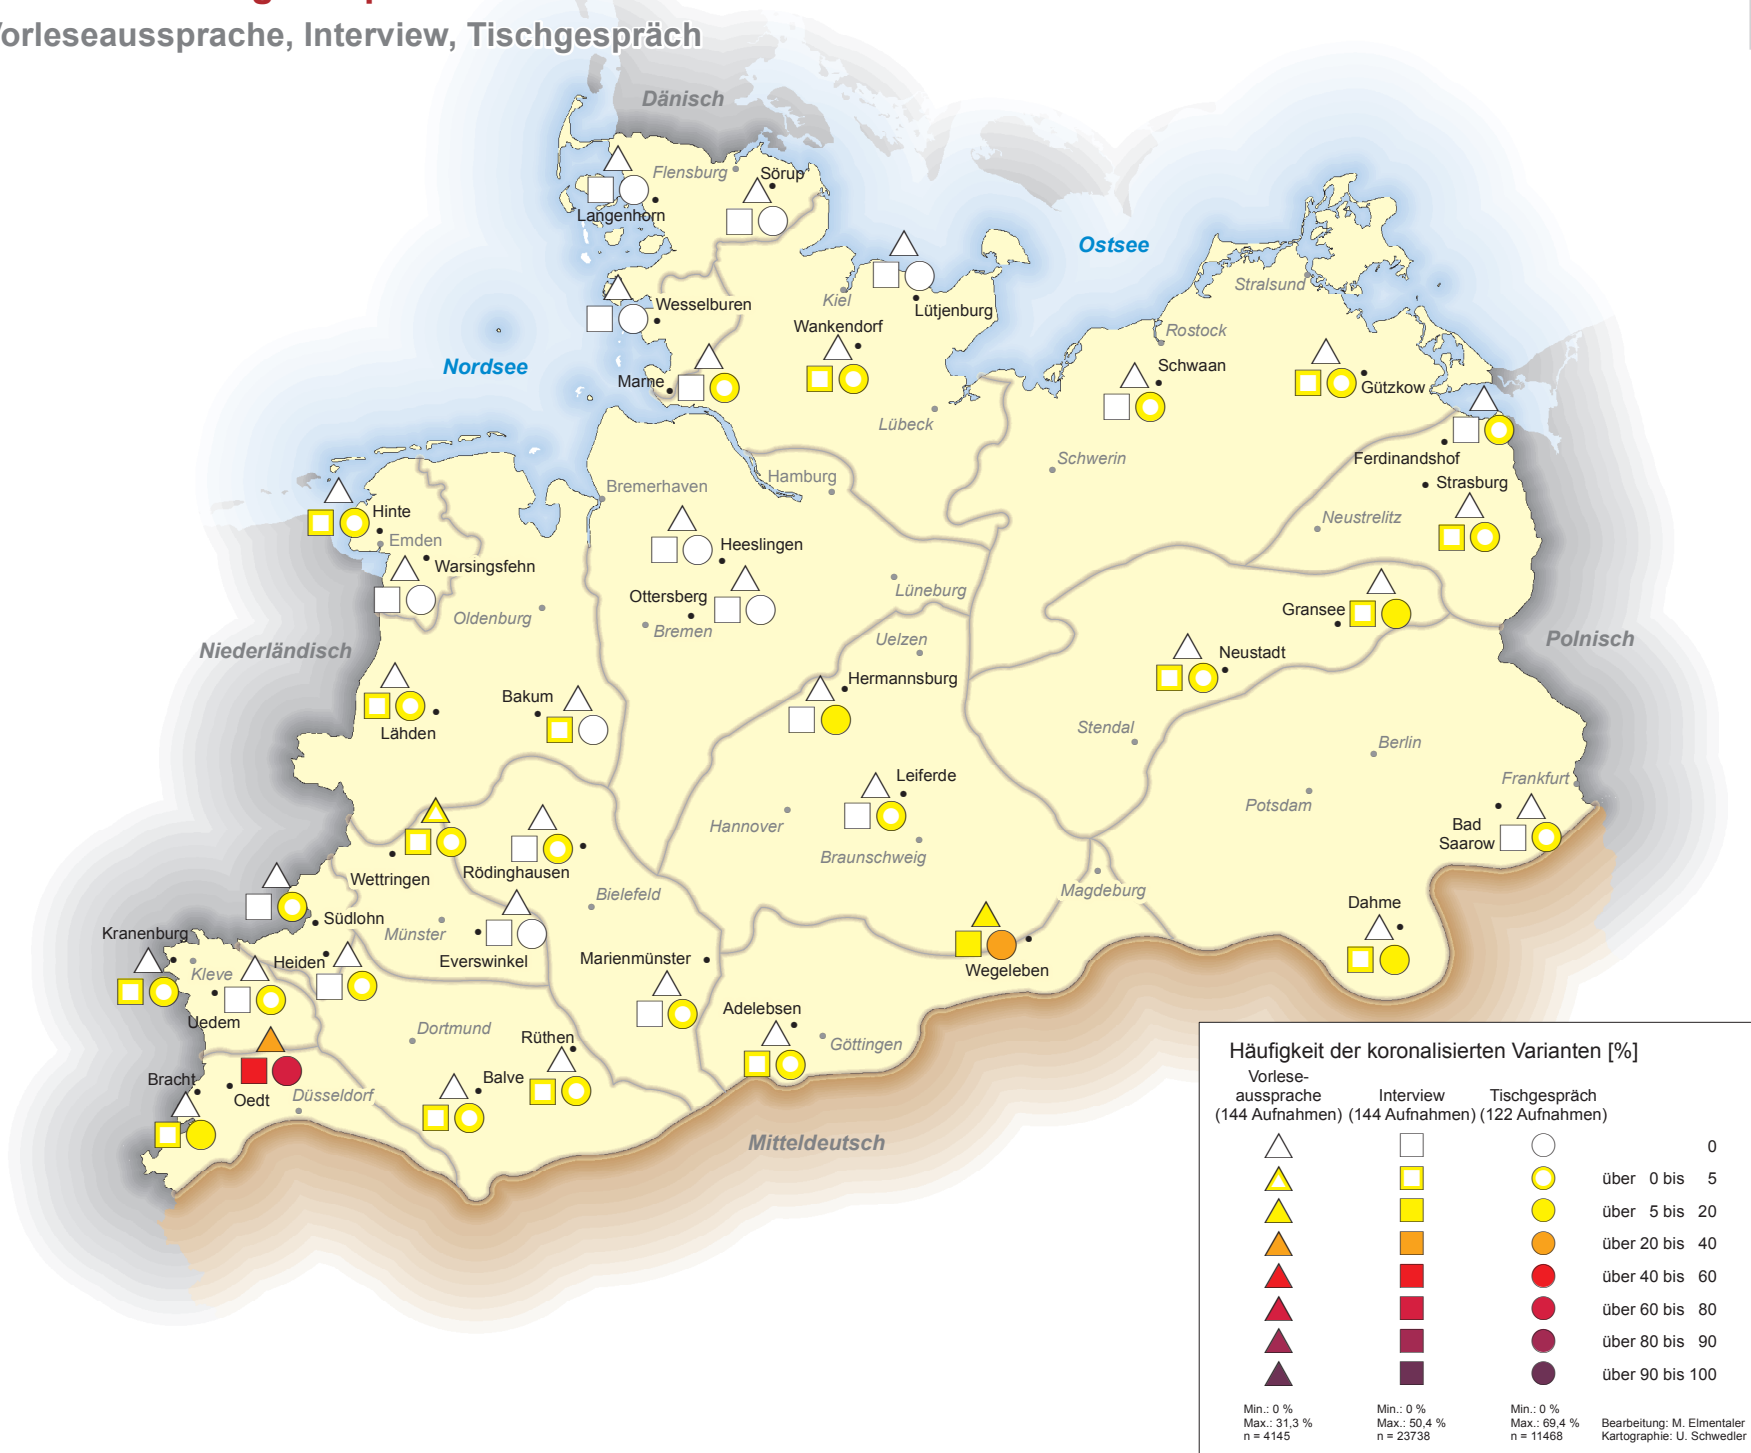 Vorleseaussprache, Interview, Tischgespräch
Dänisch
Flensburg
Sörup
Langenhorn
Ostsee
Stralsund
Wesselburen
Kiel
Lütjenburg
Wankendorf
Rostock
Nordsee
Schwaan
Marne
Gützkow
Lübeck
Schwerin
Ferdinandshof
Hamburg
Bremerhaven
Strasburg
Hinte
Neustrelitz
Emden
Heeslingen
Warsingsfehn
Lüneburg
Ottersberg
Gransee
Oldenburg
Bremen
Uelzen
Polnisch
Niederländisch
Neustadt
Hermannsburg
Bakum
Stendal
Lähden
Berlin
Leiferde
Frankfurt
Potsdam
Hannover
Bad
Saarow
Braunschweig
Wettringen
Rödinghausen
Bielefeld
Magdeburg
Dahme
Südlohn
Kranenburg
Münster
Heiden
Everswinkel
Marienmünster
Wegeleben
Kleve
Adelebsen
Uedem
Dortmund
Rüthen
Göttingen
Bracht
Balve
Oedt
Düsseldorf
Mitteldeutsch
Häufigkeit der koronalisierten Varianten [%]
Vorlese-
aussprache Interview Tischgespräch
(144 Aufnahmen) (144 Aufnahmen) (122 Aufnahmen)
0
über 0 bis 5
über 5 bis 20
über 20 bis 40
über 40 bis 60
über 60 bis 80
über 80 bis 90
über 90 bis 100
Min.: 0 % Min.: 0 % Min.: 0 %
Max.: 31,3 % Max.: 50,4 % Max.: 69,4 % Bearbeitung: M. Elmentaler
n = 4145 n = 23738 n = 11468 Kartographie: U. Schwedler